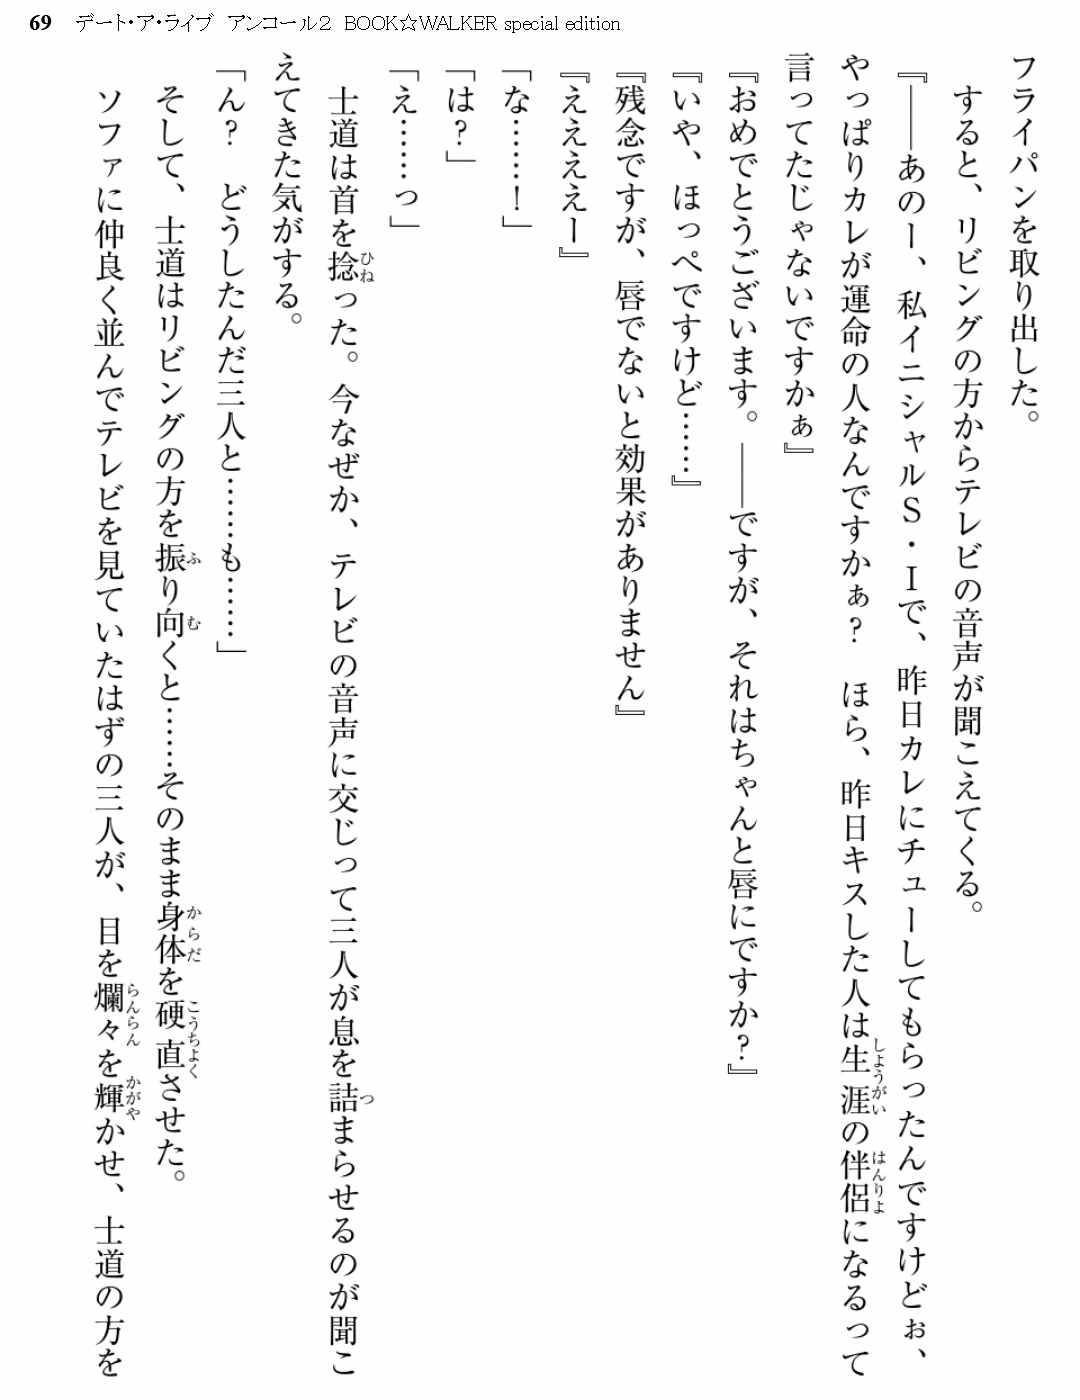 69 デート・ア・ライブ アンコール2 BOOK☆WALKER special edition
フライパンを取り出した。
すると、リビングの方からテレビの音声が聞こえてくる。
『――あのー、私イニシャルS・Iで、昨日カレにチューしてもらったんですけどぉ、
やっぱりカレが運命の人なんですかぁ? ほら、昨日キスした人は生涯の伴侶になるって
言ってたじゃないですかぁ』
『おめでとうございます。――ですが、それはちゃんと唇にですか?』
『いや、ほっぺですけど……』
『残念ですが、唇でないと効果がありません』
『ええええー』
「な……!」
「は?」
「え……っ」
士道は首を捻った。今なぜか、テレビの音声に交じって三人が息を詰まらせるのが聞こ
えてきた気がする。
「ん? どうしたんだ三人と……も……」
そして、士道はリビングの方を振り向くと……そのまま身体を硬直させた。
ソファに仲良く並んでテレビを見ていたはずの三人が、目を爛々を輝かせ、士道の方を